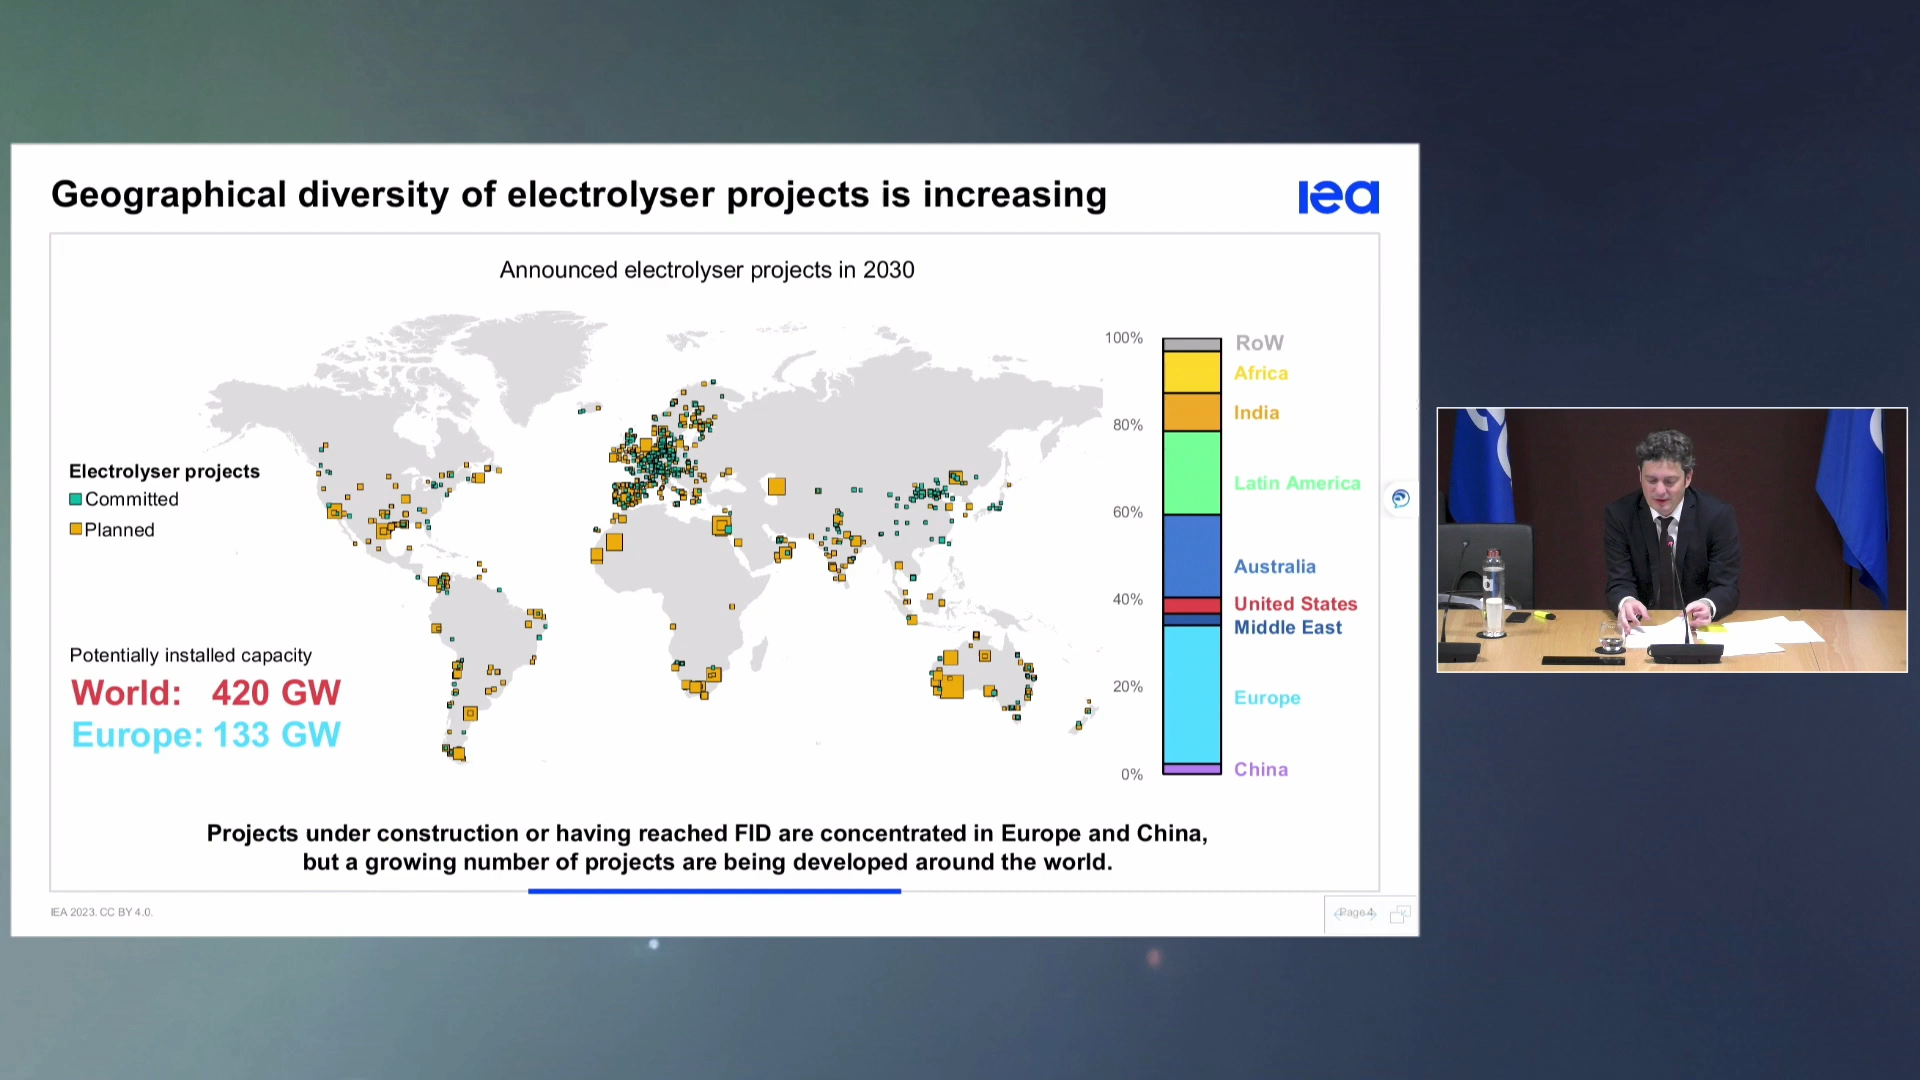 Geographical diversity of electrolyser projects is increasing
iea
Announced electrolyser projects in 2030
Electrolyser projects
Committed
Planned
Potentially installed capacity
World: 420 GW
Europe: 133 GW
100%
80%
60%
40%
20%
0%
RoW
Africa
India
Latin America
Australia
United States
Middle East
Europe
China
Projects under construction or having reached FID are concentrated in Europe and China,
but a growing number of projects are being developed around the world.
IEA 2023. CC BY 4.0.
Page 4